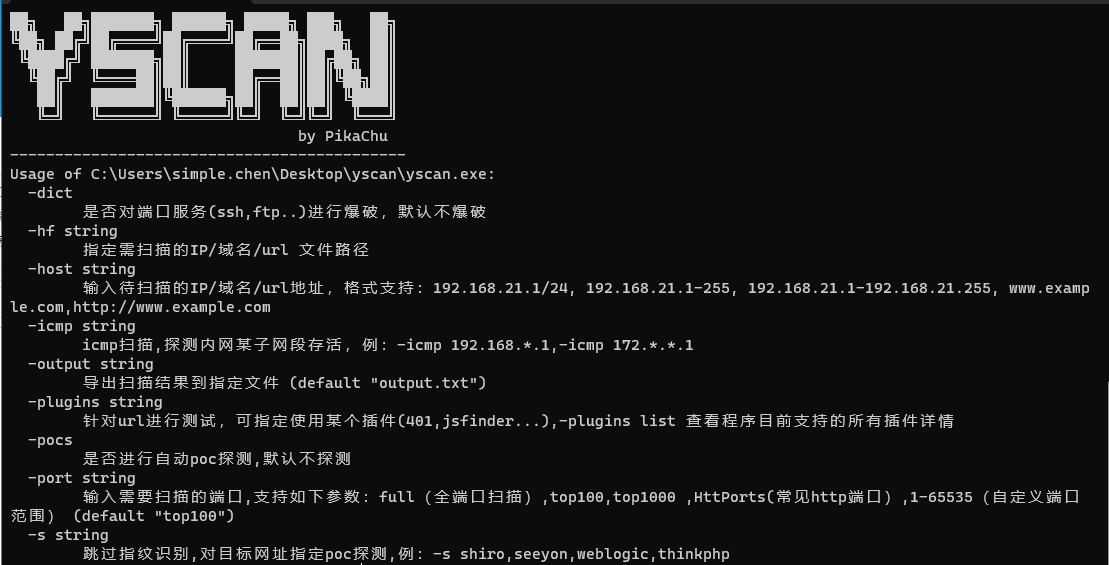 YSCAN
by PikaChu
--------------------------------------------
Usage of C:\Users\simple.chen\Desktop\yscan\yscan.exe:
-dict
是否对端口服务(ssh,ftp..)进行爆破，默认不爆破
-hf string
指定需扫描的IP/域名/url 文件路径
-host string
输入待扫描的IP/域名/url地址，格式支持：192.168.21.1/24, 192.168.21.1-255, 192.168.21.1-192.168.21.255, www.examp
le.com,http://www.example.com
-icmp string
icmp扫描,探测内网某子网段存活，例：-icmp 192.168.*.1,-icmp 172.*.*.1
-output string
导出扫描结果到指定文件 (default "output.txt")
-plugins string
针对url进行测试，可指定使用某个插件(401,jsfinder...),-plugins list 查看程序目前支持的所有插件详情
-pocs
是否进行自动poc探测,默认不探测
-port string
输入需要扫描的端口,支持如下参数：full（全端口扫描）,top100,top1000 ,HttPorts(常见http端口）,1-65535（自定义端口
范围） (default "top100")
-s string
跳过指纹识别,对目标网址指定poc探测,例：-s shiro,seeyon,weblogic,thinkphp